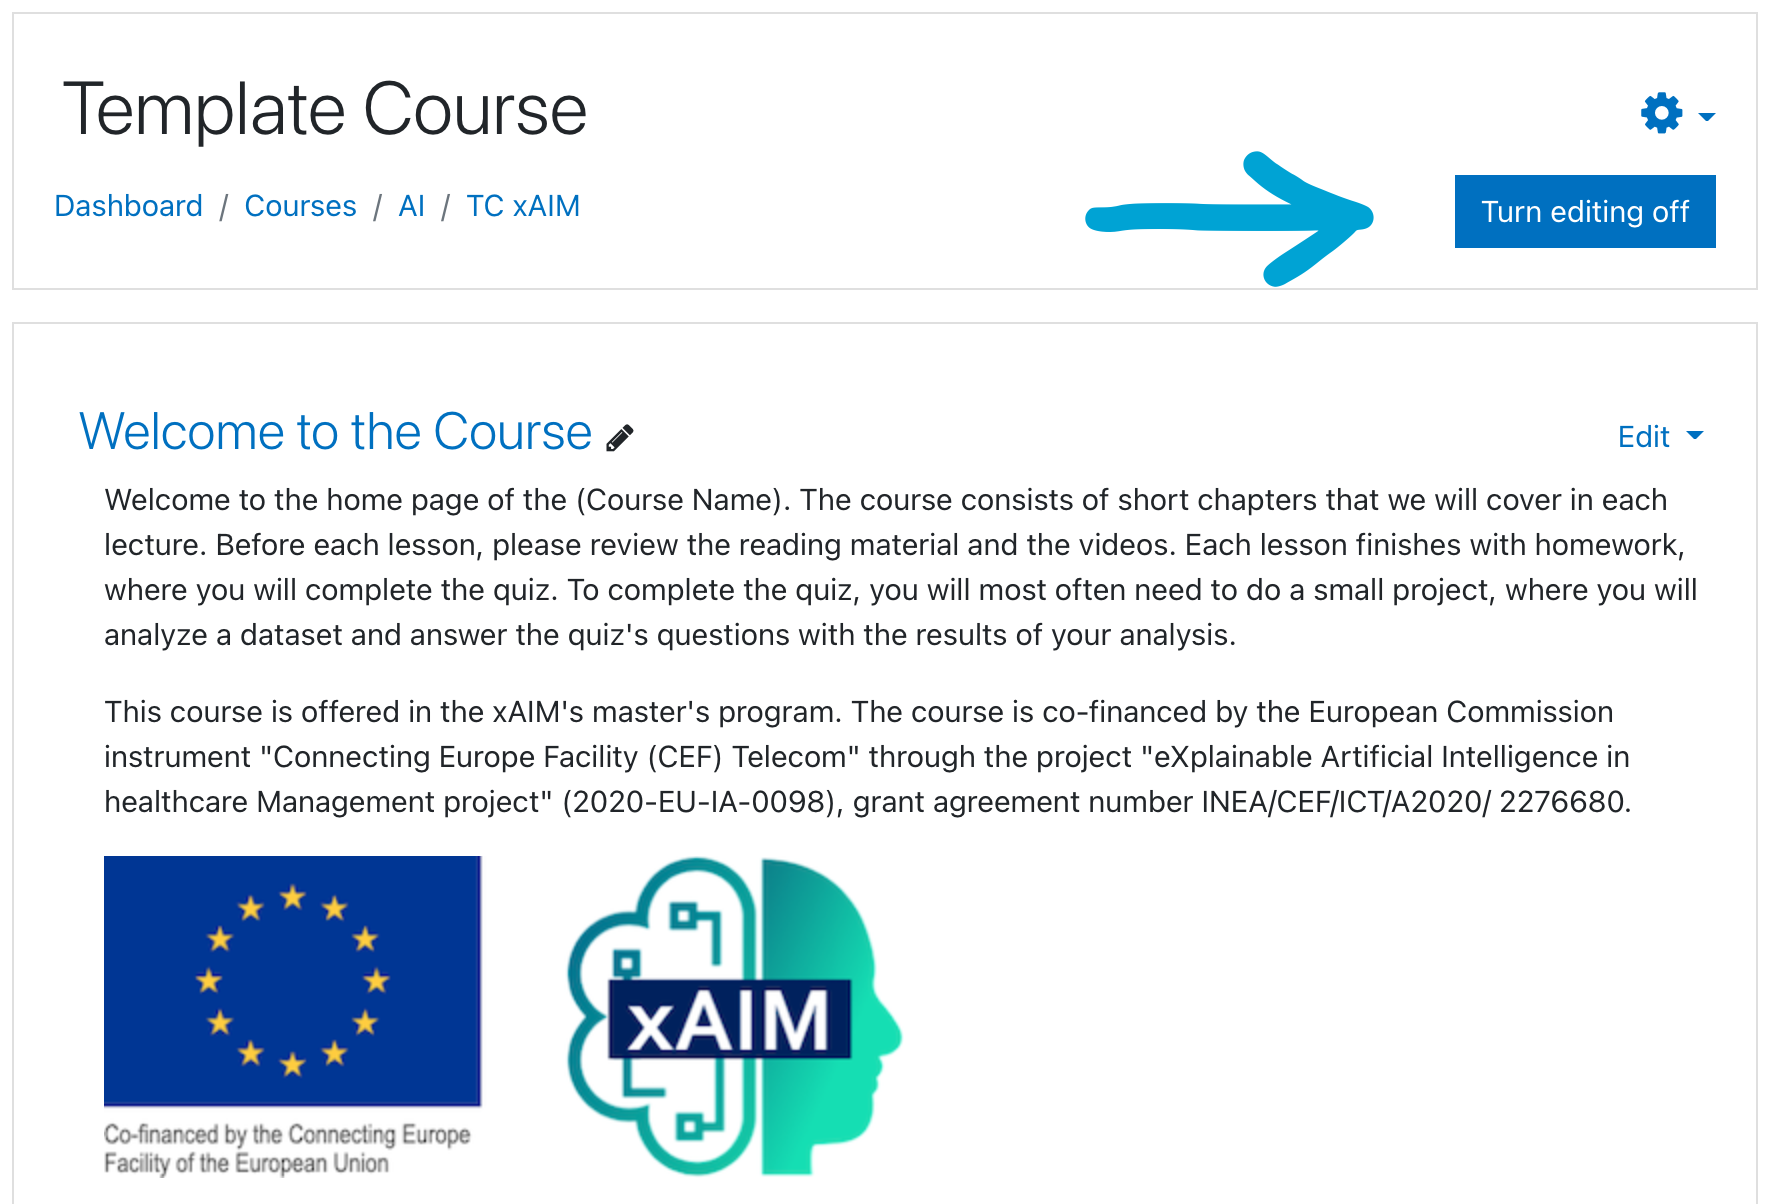 Template Course
Dashboard / Courses / AI / TC xAIM
Turn editing off
Welcome to the Course
Edit
Welcome to the home page of the (Course Name). The course consists of short chapters that we will cover in each
lecture. Before each lesson, please review the reading material and the videos. Each lesson finishes with homework,
where you will complete the quiz. To complete the quiz, you will most often need to do a small project, where you will
analyze a dataset and answer the quiz's questions with the results of your analysis.
This course is offered in the xAIM's master's program. The course is co-financed by the European Commission
instrument "Connecting Europe Facility (CEF) Telecom" through the project "eXplainable Artificial Intelligence in
healthcare Management project" (2020-EU-IA-0098), grant agreement number INEA/CEF/ICT/A2020/ 2276680.
xAIM
Co-financed by the Connecting Europe
Facility of the European Union